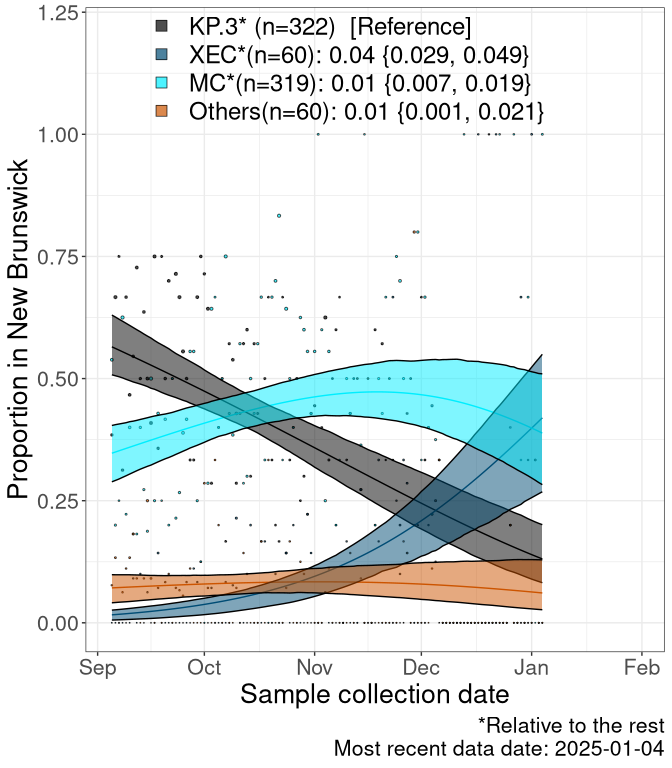 1.25
KP.3* (n=322)  [Reference]
XEC*(n=60): 0.04 {0.029, 0.049}
MC*(n=319): 0.01 {0.007, 0.019}
Others(n=60): 0.01 {0.001, 0.021}
1.00
0.75
0.50
0.25
0.00
Proportion in New Brunswick
Sep Oct Nov Dec Jan Feb
Sample collection date
*Relative to the rest
Most recent data date: 2025-01-04